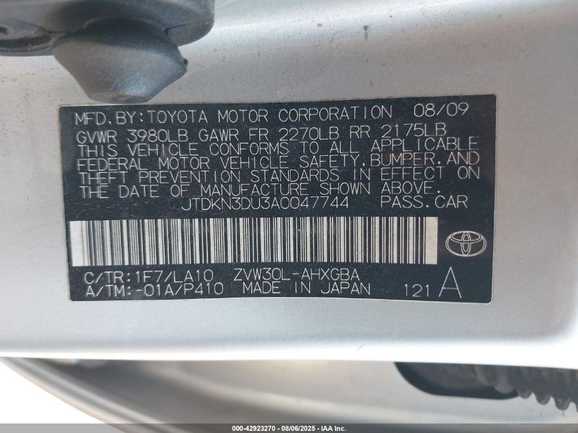 MFD.BY:TOYOTA MOTOR CORPORATION 08/09
GVWR 3980LB GAWR FR 2270LB RR 2175LB
THIS VEHICLE CONFORMS TO ALL APPLICABLE
FEDERAL MOTOR VEHICLE SAFETY,BUMPER,AND
THEFT PREVENTION STANDARDS IN EFFECT ON
THE DATE OF MANUFACTURE SHOWN ABOVE.
JTDKN3DU3A0047744 PASS.CAR
C/TR:1F7/LA10 ZVW30L-AHXGBA
A/TM:-01A/P410 MADE IN JAPAN 121 A
TOYOTA
000-42923270 - 08/06/2025 - IAA Inc.